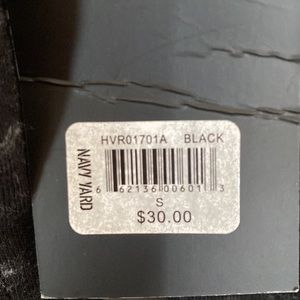 HVR01701A BLACK
NAVY YARD
6 62136 00601 3
S
$30.00